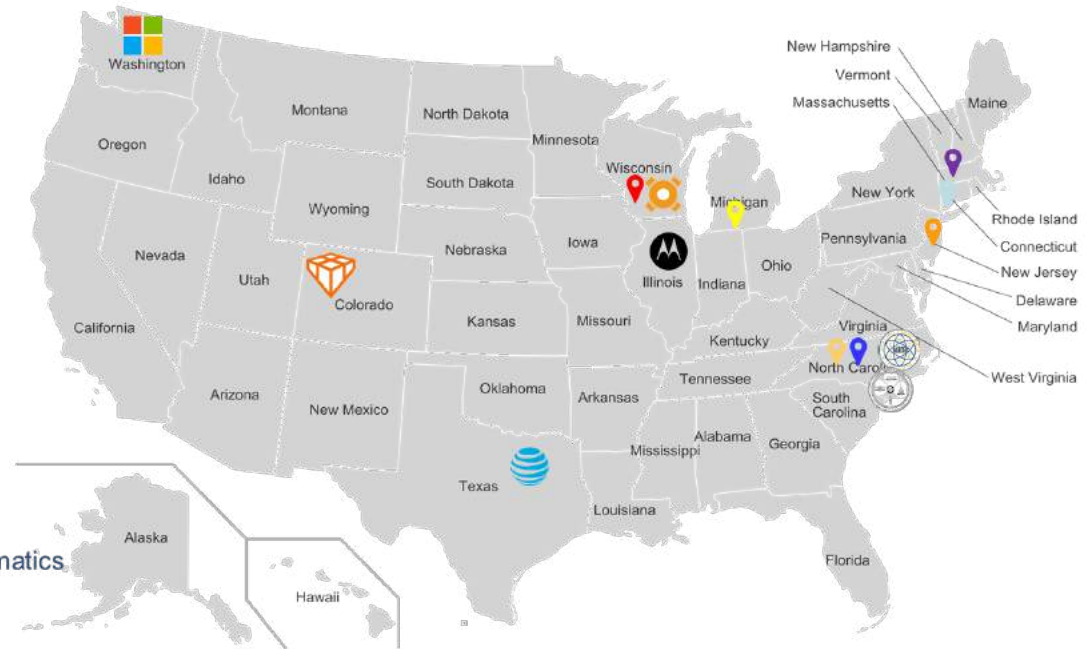 New Hampshire
Vermont
Massachusetts
Washington
Montana
North Dakota
Minnesota
Maine
Oregon
Idaho
Wisconsin
South Dakota
Wyoming
Michigan
New York
Rhode Island
Nebraska
Iowa
Pennsylvania
Connecticut
Nevada
Utah
Illinois
Indiana
Ohio
New Jersey
Colorado
Delaware
California
Kansas
Missouri
Virginia
Maryland
Kentucky
North Caroli
West Virginia
Tennessee
Arizona
New Mexico
Oklahoma
Arkansas
South
Carolina
Mississippi
Alabama
Georgia
Texas
Louisiana
Alaska
matics
Florida
Hawaii